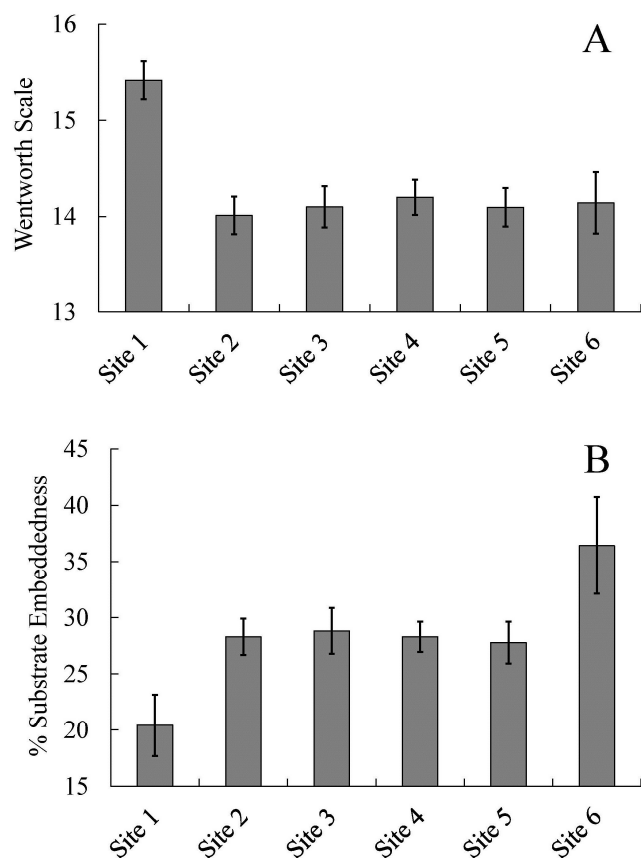 A
Wentworth Scale
16
15
14
13
Site 1
Site 2
Site 3
Site 4
Site 5
Site 6
B
% Substrate Embeddedness
45
40
35
30
25
20
15
Site 1
Site 2
Site 3
Site 4
Site 5
Site 6